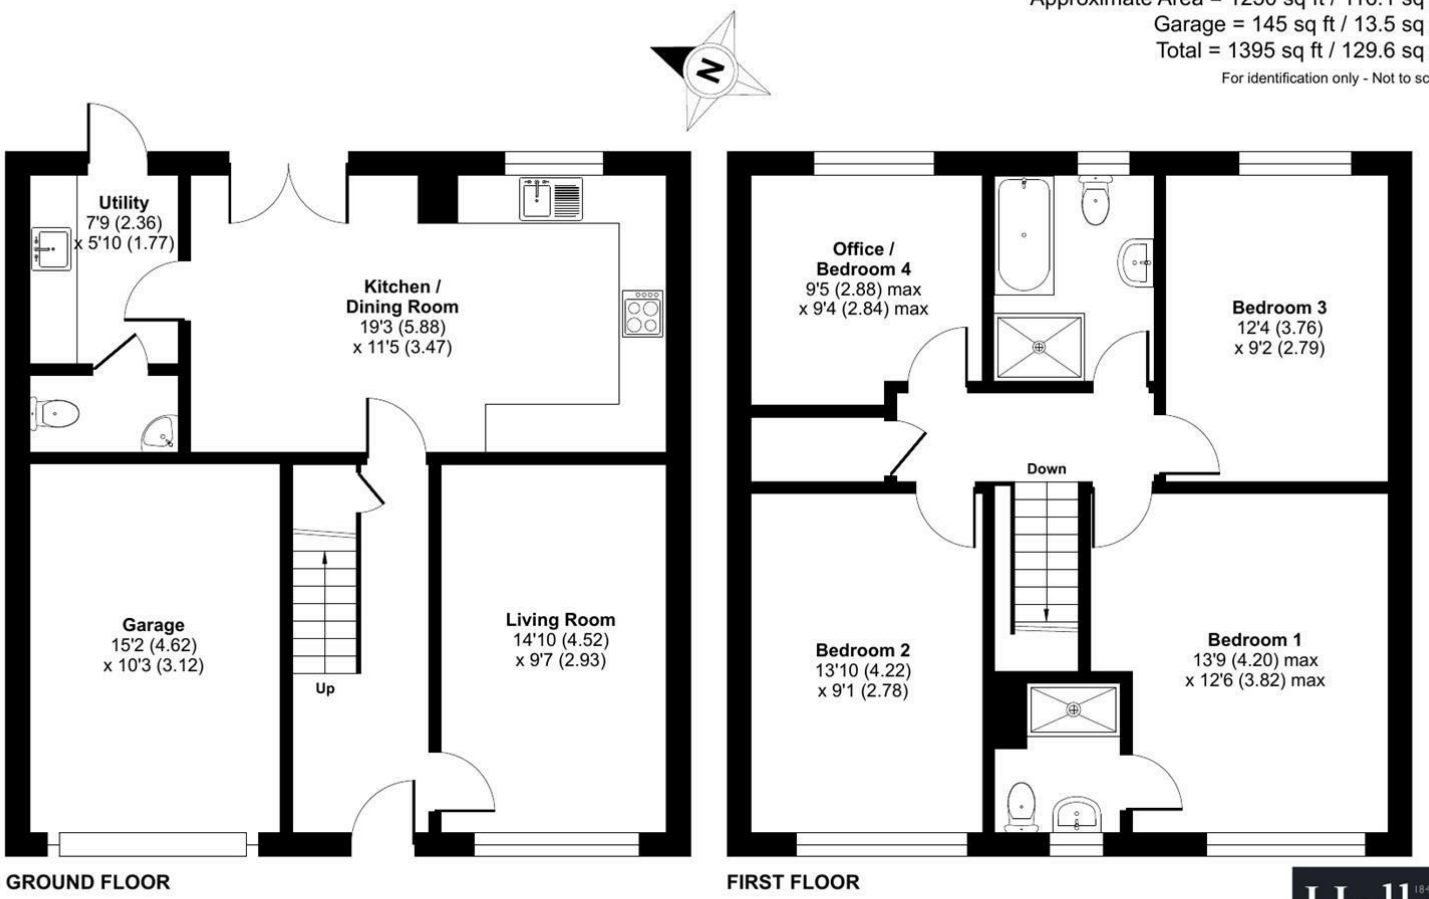 Garage = 145 sq ft / 13.5 sq
Total = 1395 sq ft / 129.6 sq
For identification only - Not to
N
Utility
7'9 (2.36)
x 5'10 (1.77)
Kitchen /
Dining Room
19'3 (5.88)
x 11'5 (3.47)
Garage
15'2 (4.62)
x 10'3 (3.12)
Up
Living Room
14'10 (4.52)
x 9'7 (2.93)
GROUND FLOOR
Office /
Bedroom 4
9'5 (2.88) max
x 9'4 (2.84) max
Bedroom 3
12'4 (3.76)
x 9'2 (2.79)
Down
Bedroom 2
13'10 (4.22)
x 9'1 (2.78)
Bedroom 1
13'9 (4.20) max
x 12'6 (3.82) max
FIRST FLOOR